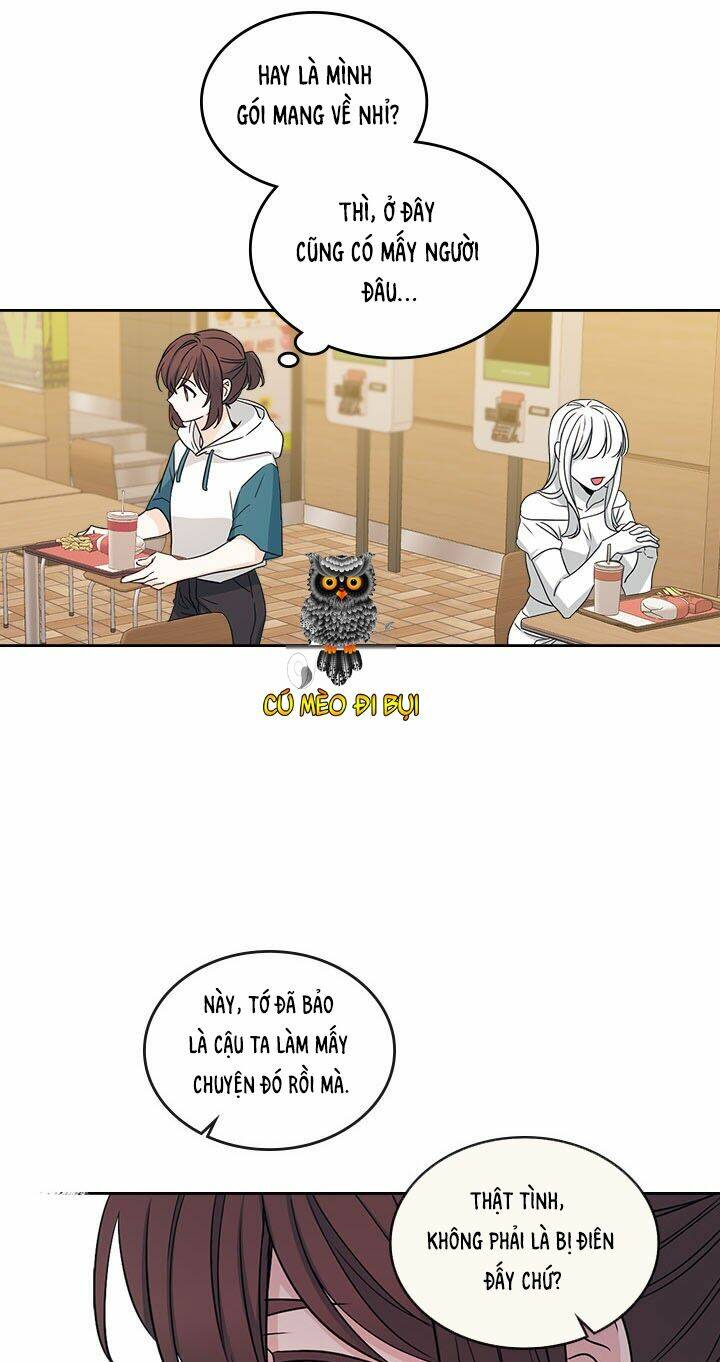 HAY LÀ MÌNH
GÓI MANG VỀ NHỈ?
THÌ, Ở ĐÂY
CŨNG CÓ MẤY NGƯỜI
ĐÂU...
CÚ MÈO ĐI BỤI
NÀY, TỚ ĐÃ BẢO
LÀ CẬU TA LÀM MẤY
CHUYỆN ĐÓ RỒI MÀ.
THẬT TÌNH,
KHÔNG PHẢI LÀ BỊ ĐIÊN
ĐẤY CHỨ?